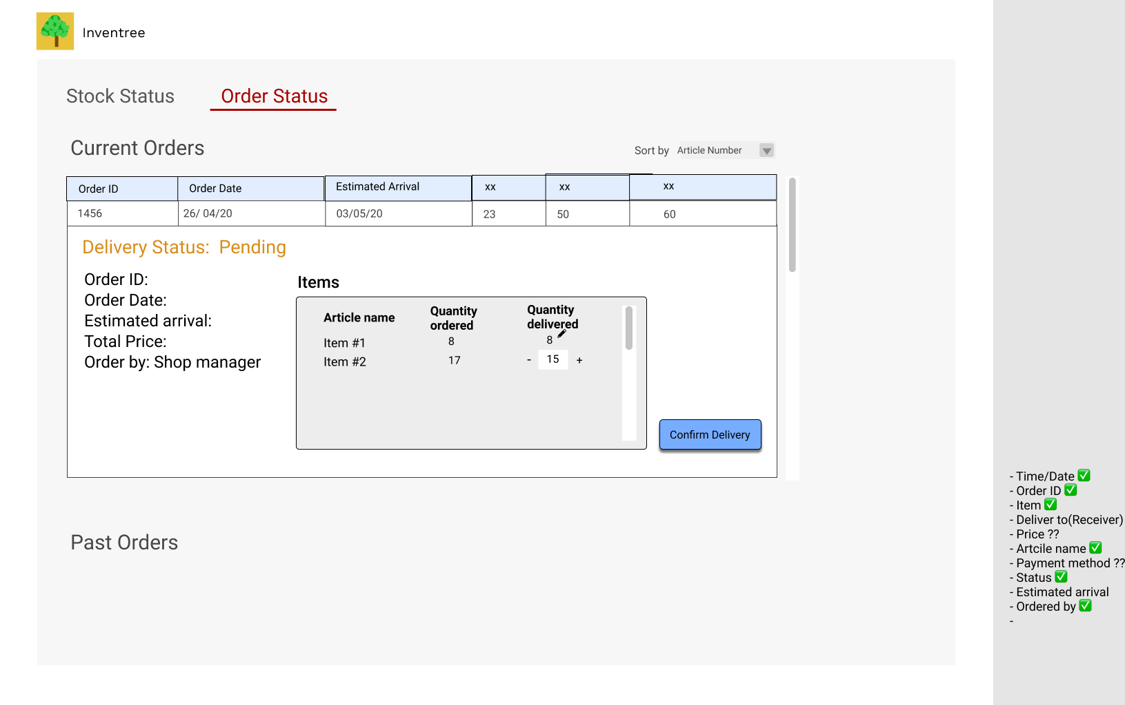 Inventree
Stock Status Order Status
Current Orders
Sort by Article Number
Order ID Order Date Estimated Arrival xx xx xx
1456 26/ 04/20 03/05/20 23 50 60
Delivery Status: Pending
Order ID:
Order Date:
Estimated arrival:
Total Price:
Order by: Shop manager
Items
Article name Quantity ordered Quantity delivered
Item #1 8 8
Item #2 17 - 15 +
Confirm Delivery
Past Orders
- Time/Date ✅
- Order ID ✅
- Item ✅
- Deliver to(Receiver)
- Price ??
- Artcile name ✅
- Payment method ??
- Status ✅
- Estimated arrival
- Ordered by ✅
-